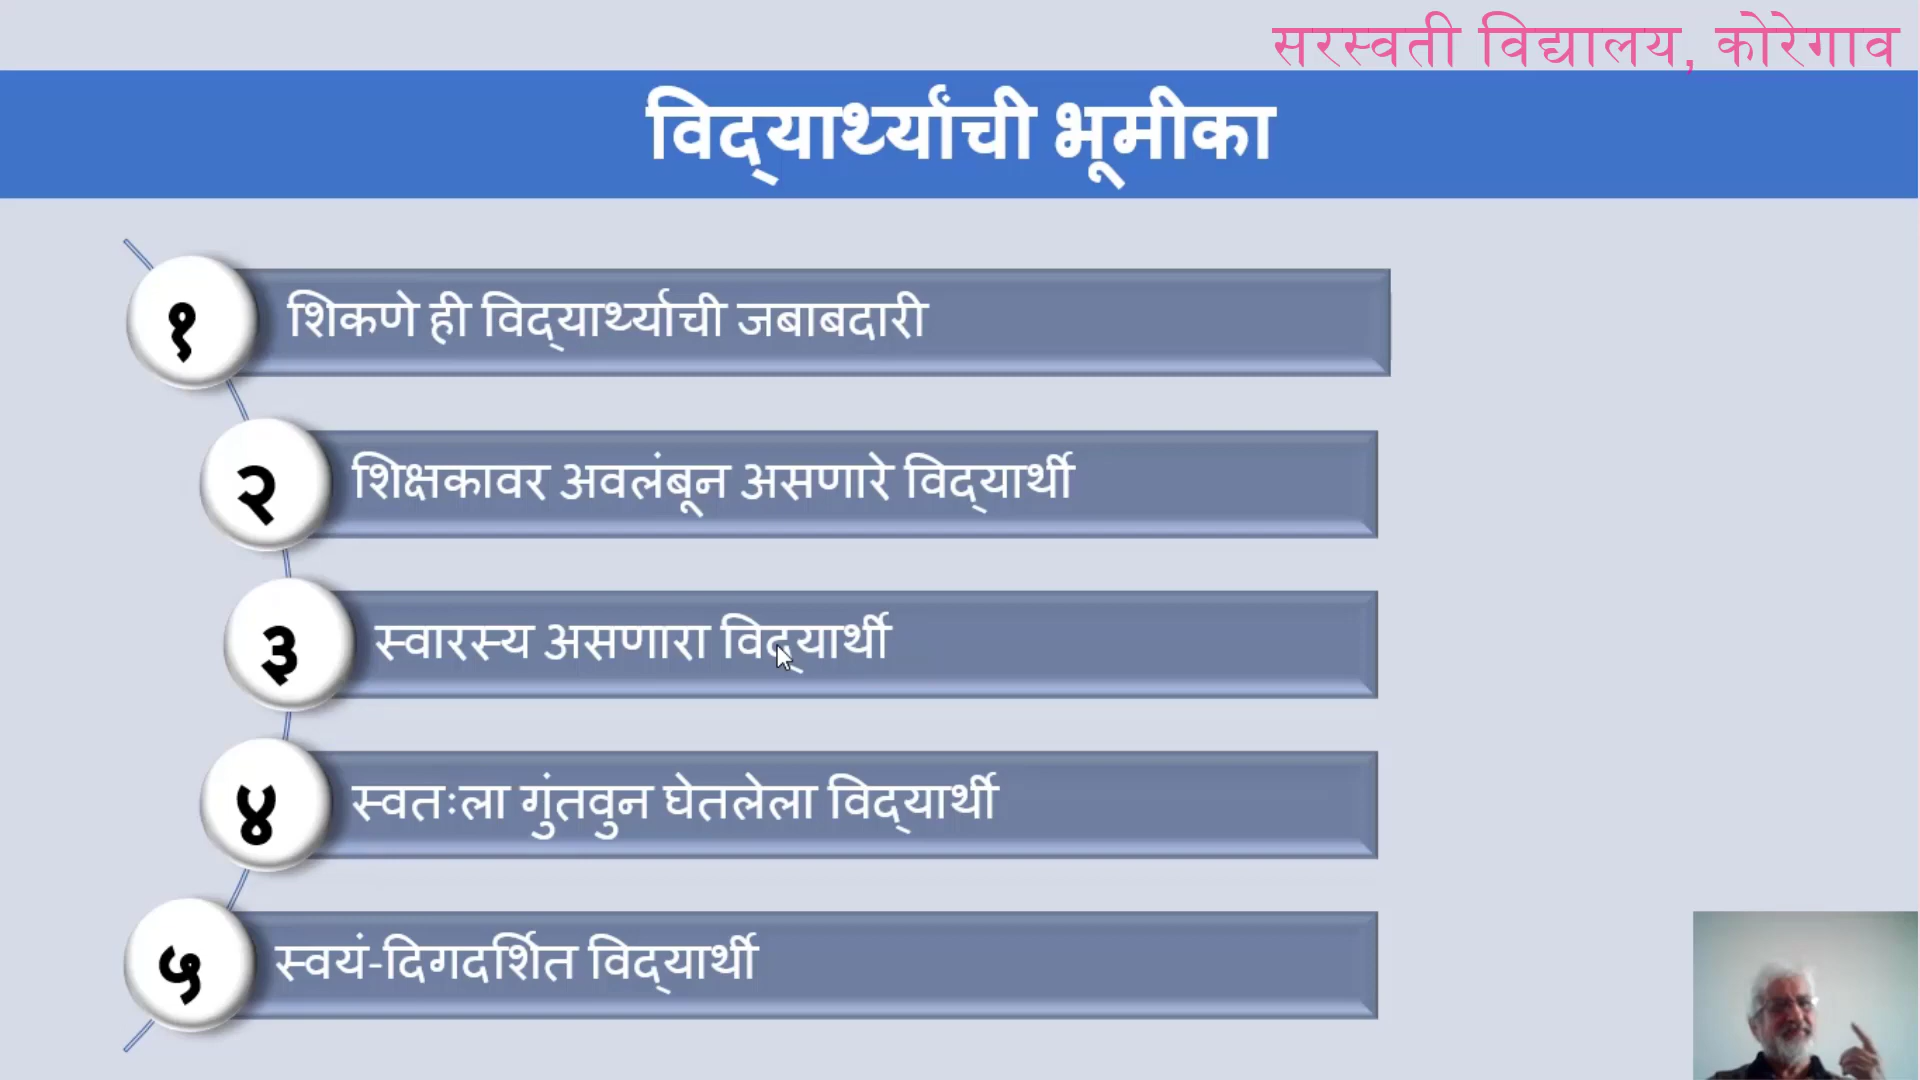 सरस्वती विद्यालय, कोरेगाव
विद्‌यार्थ्यांची भूमीका
१ शिकणे ही विद्‌यार्थ्याची जबाबदारी
२ शिक्षकावर अवलंबून असणारे विद्‌यार्थी
३ स्वारस्य असणारा विद्‌यार्थी
४ स्वतःला गुंतवुन घेतलेला विद्‌यार्थी
५ स्वयं-दिगदर्शित विद्‌यार्थी